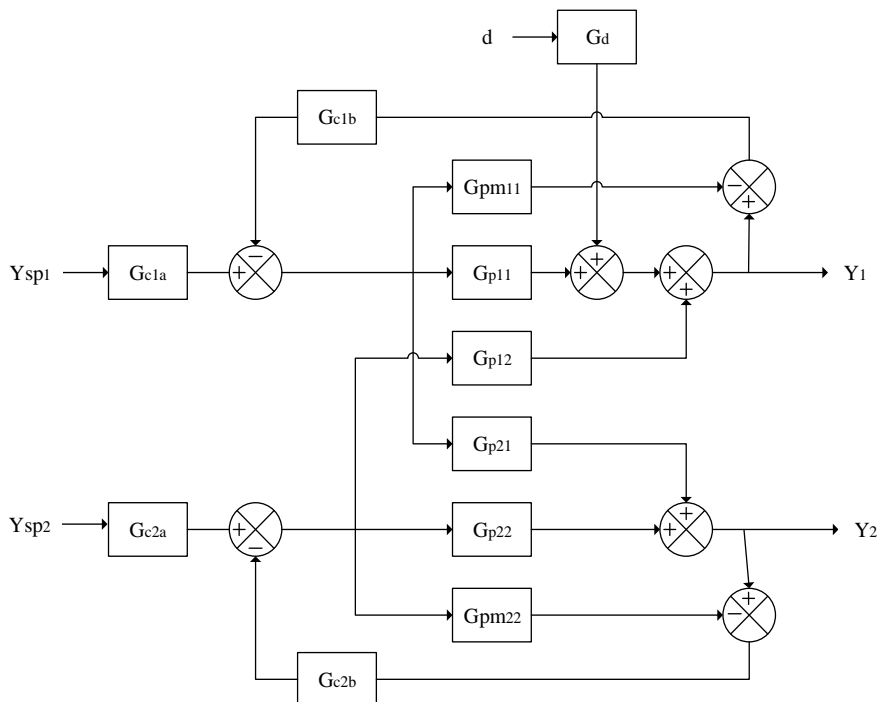 d
Gd
Gc1b
Gpm11
Ysp1
Gc1a
Gp11
Y1
Gp12
Gp21
Ysp2
Gc2a
Gp22
Y2
Gpm22
Gc2b